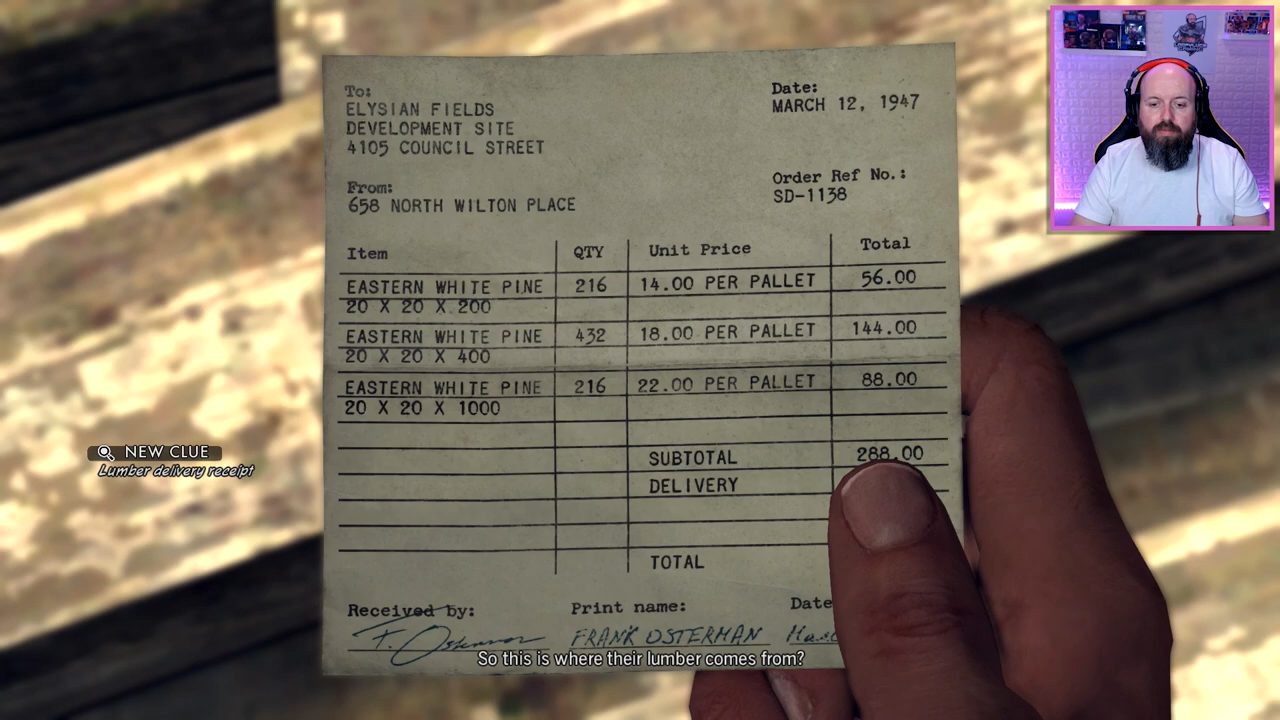 To:
ELYSIAN FIELDS
DEVELOPMENT SITE
4105 COUNCIL STREET
Date:
MARCH 12, 1947
From:
658 NORTH WILTON PLACE
Order Ref No.:
SD-1138
Item QTY Unit Price Total
EASTERN WHITE PINE 216 14.00 PER PALLET 56.00
20 X 20 X 200
EASTERN WHITE PINE 432 18.00 PER PALLET 144.00
20 X 20 X 400
EASTERN WHITE PINE 216 22.00 PER PALLET 88.00
20 X 20 X 1000
SUBTOTAL 288.00
DELIVERY
TOTAL
Received by: Print name: Date
F. Osterman FRANK OSTERMAN
NEW CLUE
Lumber delivery receipt
So this is where their lumber comes from?